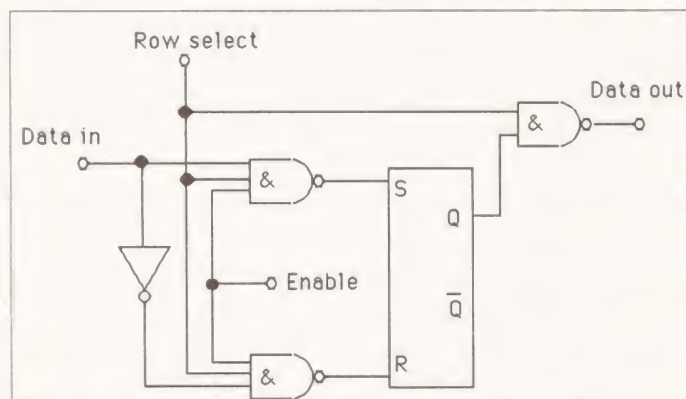 Row select
Data out
&
Data in
&
S
Q
Enable
Q̅
&
R